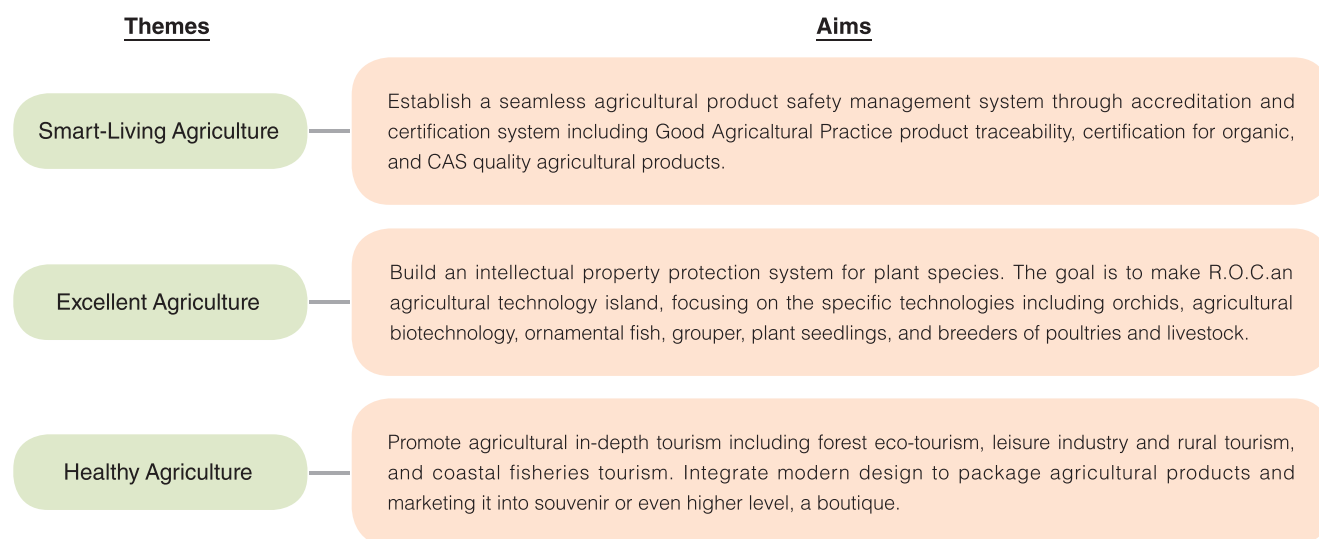 Themes
Aims
Smart-Living Agriculture
Establish a seamless agricultural product safety management system through accreditation and
certification system including Good Agricaltural Practice product traceability, certification for organic,
and CAS quality agricultural products.
Excellent Agriculture
Build an intellectual property protection system for plant species. The goal is to make R.O.C.an
agricultural technology island, focusing on the specific technologies including orchids, agricultural
biotechnology, ornamental fish, grouper, plant seedlings, and breeders of poultries and livestock.
Healthy Agriculture
Promote agricultural in-depth tourism including forest eco-tourism, leisure industry and rural tourism,
and coastal fisheries tourism. Integrate modern design to package agricultural products and
marketing it into souvenir or even higher level, a boutique.